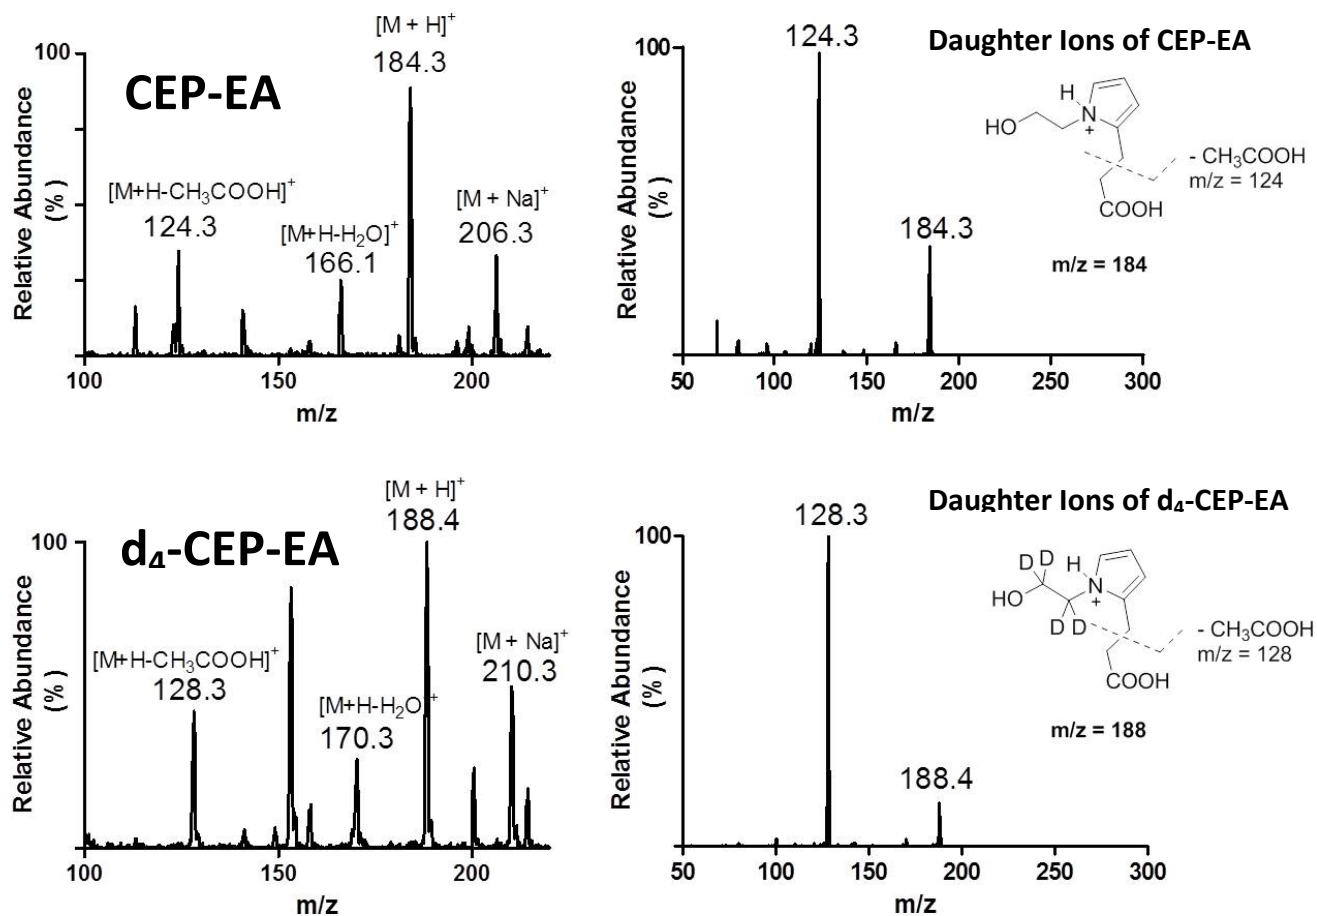 CEP-EA
[M + H]⁺
184.3
[M+H-CH₃COOH]⁺
124.3
[M+H-H₂O]⁺
166.1
[M + Na]⁺
206.3
100
Relative Abundance
(%)
100
150
200
m/z
Daughter Ions of CEP-EA
124.3
184.3
100
Relative Abundance
(%)
50
100
150
200
250
300
m/z
H
N
+
HO
COOH
- CH3COOH
m/z = 124
m/z = 184
d₄-CEP-EA
[M + H]⁺
188.4
[M+H-CH₃COOH]⁺
128.3
[M+H-H₂O]⁺
170.3
[M + Na]⁺
210.3
100
Relative Abundance
(%)
100
150
200
m/z
Daughter Ions of d₄-CEP-EA
128.3
188.4
100
Relative Abundance
(%)
50
100
150
200
250
300
m/z
D D
H
N
+
HO
D D
COOH
- CH3COOH
m/z = 128
m/z = 188